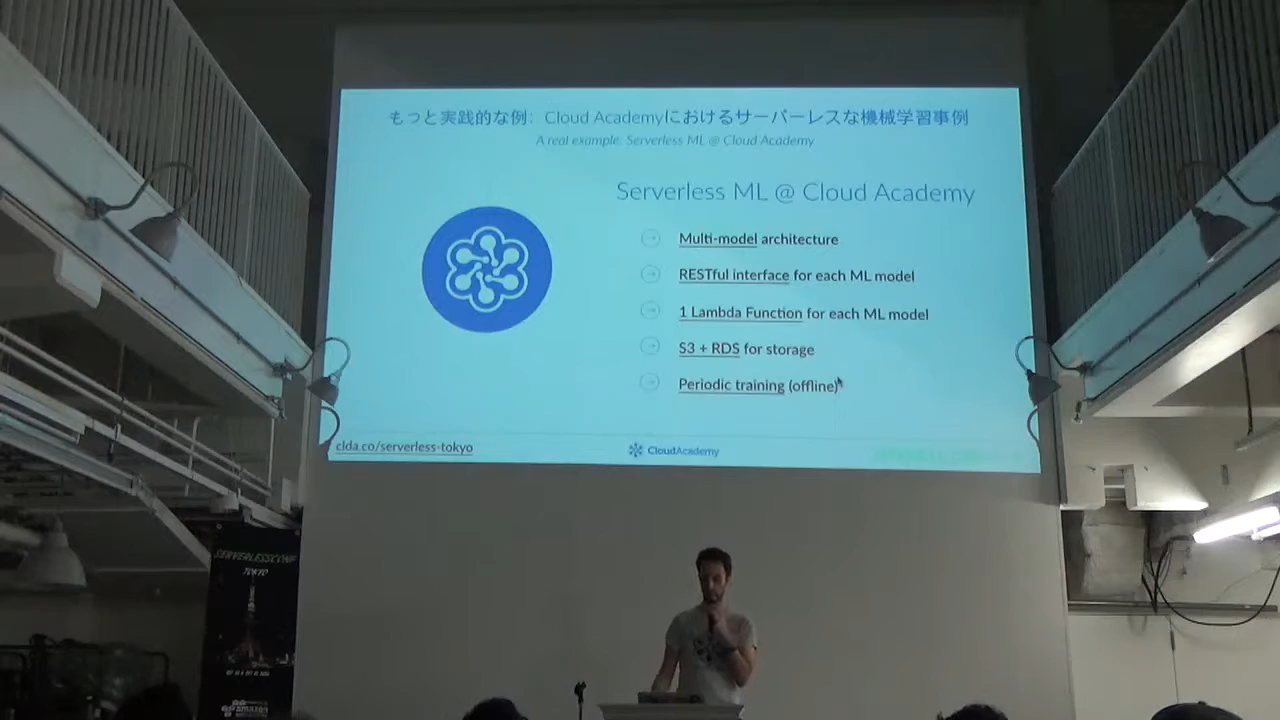 もっと実践的な例: Cloud Academyにおけるサーバーレスな機械学習事例
A real example: Serverless ML @ Cloud Academy
Serverless ML @ Cloud Academy
Multi-model architecture
RESTful interface for each ML model
1 Lambda Function for each ML model
S3 + RDS for storage
Periodic training (offline)
clda.co/serverless-tokyo
CloudAcademy
SERVERLESSCONF
TOKYO
amazon